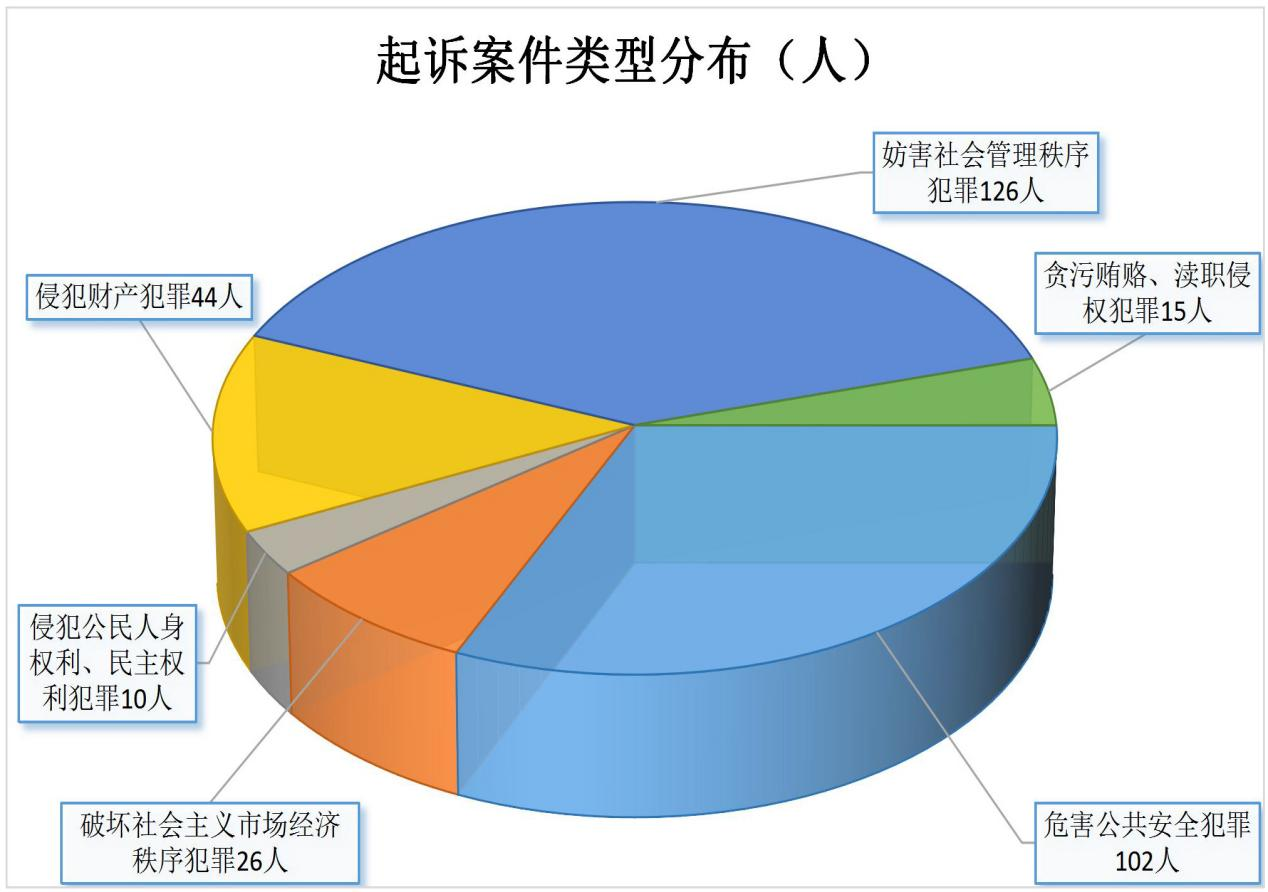 起诉案件类型分布（人）
妨害社会管理秩序
犯罪126人
贪污贿赂、渎职侵
权犯罪15人
侵犯财产犯罪44人
侵犯公民人身
权利、民主权
利犯罪10人
破坏社会主义市场经济
秩序犯罪26人
危害公共安全犯罪
102人